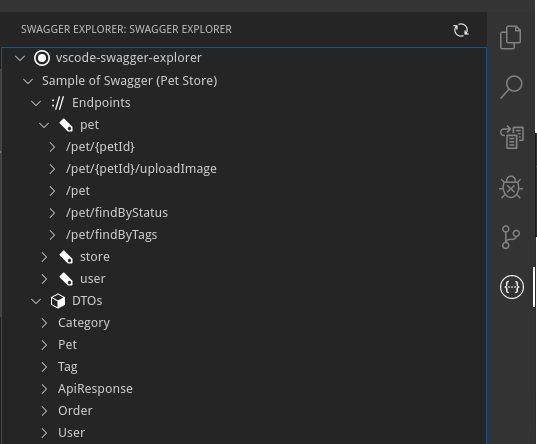 SWAGGER EXPLORER: SWAGGER EXPLORER
vscode-swagger-explorer
Sample of Swagger (Pet Store)
:// Endpoints
pet
/pet/{petId}
/pet/{petId}/uploadImage
/pet
/pet/findByStatus
/pet/findByTags
store
user
DTOs
Category
Pet
Tag
ApiResponse
Order
User